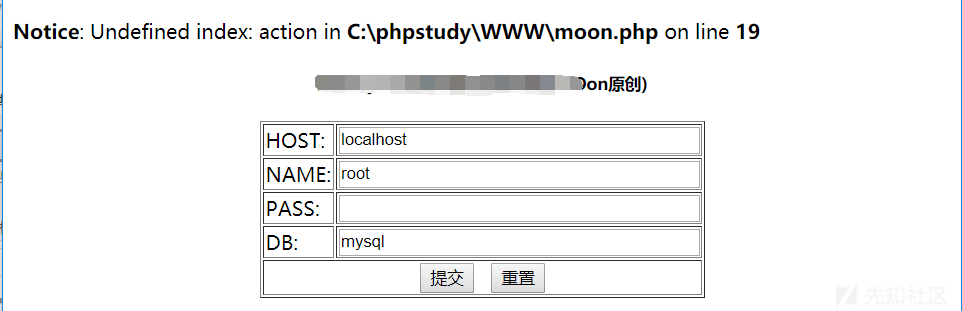 Notice: Undefined index: action in C:\phpstudy\WWW\moon.php on line 19
Don原创)
HOST: localhost
NAME: root
PASS:
DB: mysql
提交 重置
先知社区